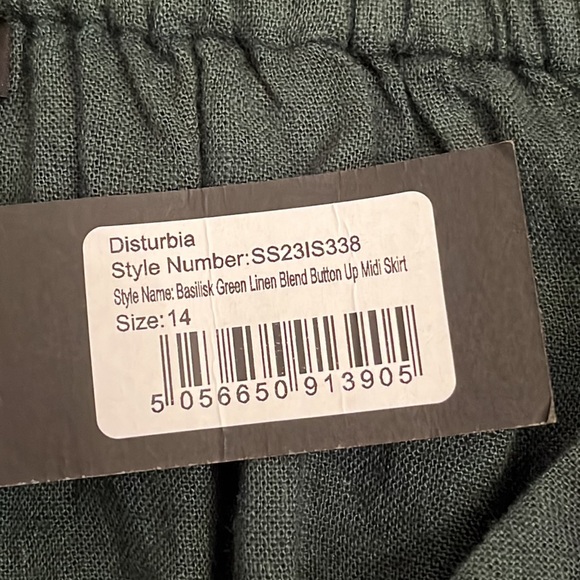 Disturbia
Style Number:SS23IS338
Style Name: Basilisk Green Linen Blend Button Up Midi Skirt
Size:14
5 056650 913905